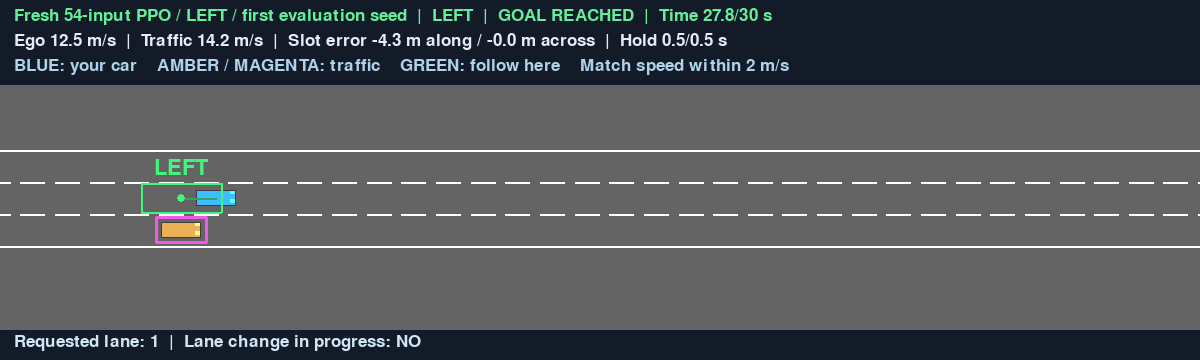 Fresh 54-input PPO / LEFT / first evaluation seed | LEFT | GOAL REACHED | Time 27.8/30 s
Ego 12.5 m/s | Traffic 14.2 m/s | Slot error -4.3 m along / -0.0 m across | Hold 0.5/0.5 s
BLUE: your car AMBER / MAGENTA: traffic GREEN: follow here Match speed within 2 m/s
LEFT
Requested lane: 1 | Lane change in progress: NO